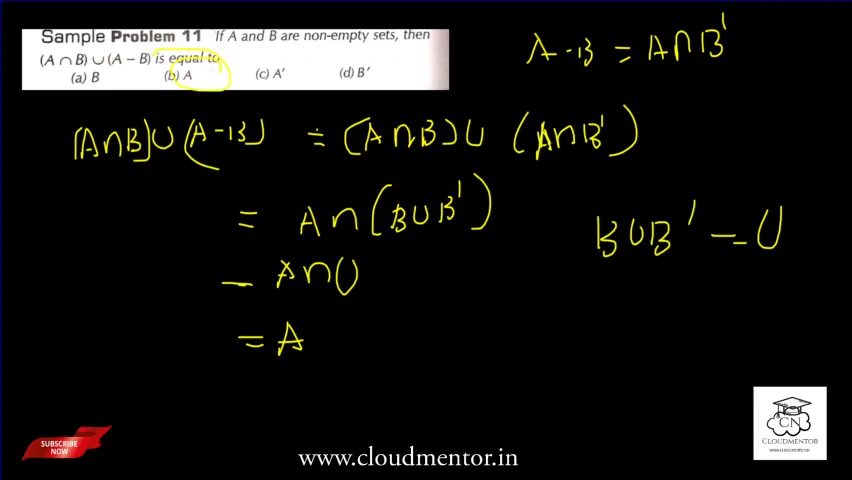 Sample Problem 11 If A and B are non-empty sets, then
(A ∩ B) ∪ (A – B) is equal to
(a) B (b) A (c) A′ (d) B′
A - B = A∩B'
(A∩B)∪(A-B) = (A∩B)∪(A∩B')
= A∩(B∪B')
B∪B' = U
- A∩U
= A
SUBSCRIBE
NOW
www.cloudmentor.in
CN
CLOUDMENTOR